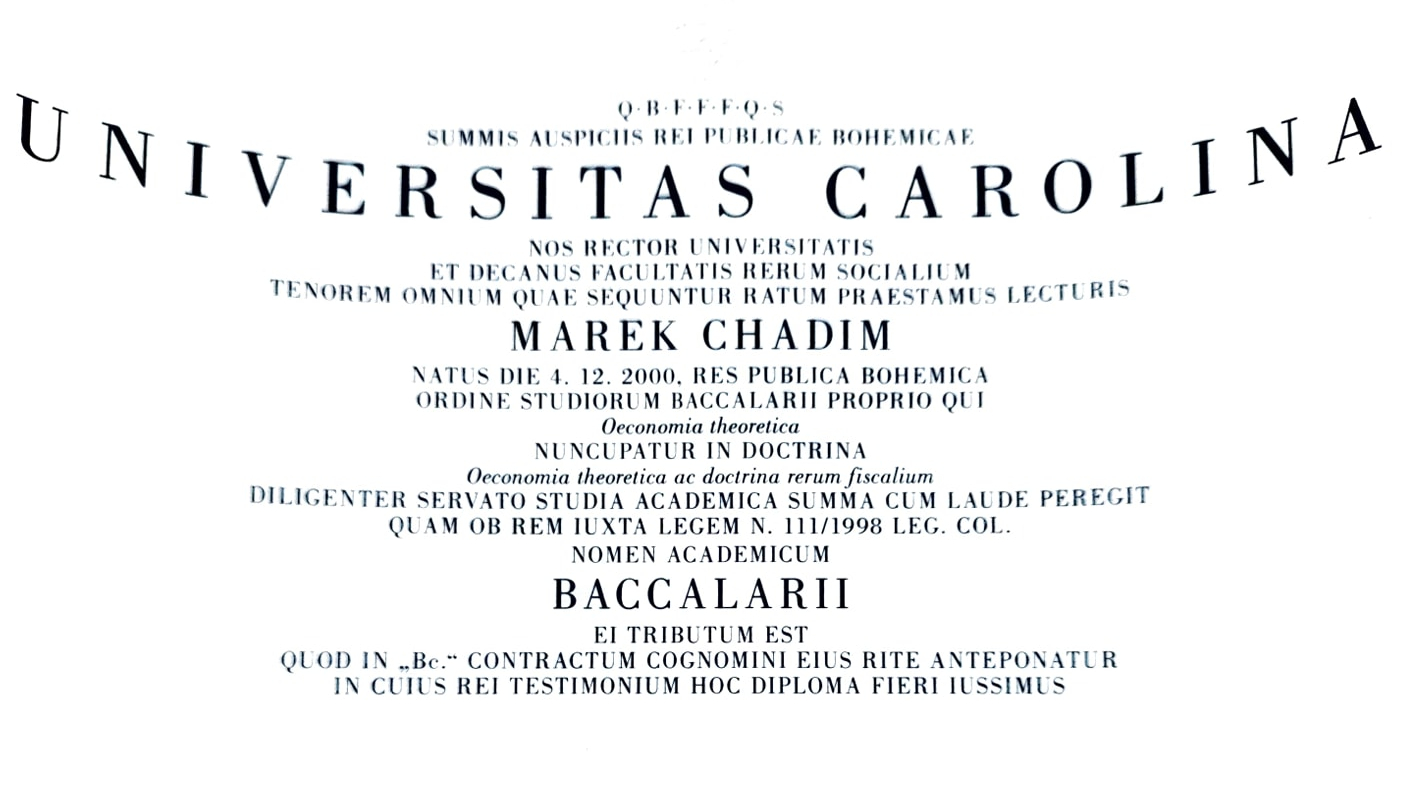 Q·B·F·F·F·Q·S
SUMMIS AUSPICIIS REI PUBLICAE BOHEMICAE
UNIVERSITAS CAROLINA
NOS RECTOR UNIVERSITATIS
ET DECANUS FACULTATIS RERUM SOCIALIUM
TENOREM OMNIUM QUAE SEQUUNTUR RATUM PRAESTAMUS LECTURIS
MAREK CHADIM
NATUS DIE 4. 12. 2000, RES PUBLICA BOHEMICA
ORDINE STUDIORUM BACCALARII PROPRIO QUI
Oeconomia theoretica
NUNCUPATUR IN DOCTRINA
Oeconomia theoretica ac doctrina rerum fiscalium
DILIGENTER SERVATO STUDIA ACADEMICA SUMMA CUM LAUDE PEREGIT
QUAM OB REM IUXTA LEGEM N. 111/1998 LEG. COL.
NOMEN ACADEMICUM
BACCALARII
EI TRIBUTUM EST
QUOD IN „Bc.“ CONTRACTUM COGNOMINI EIUS RITE ANTEPONATUR
IN CUIUS REI TESTIMONIUM HOC DIPLOMA FIERI IUSSIMUS